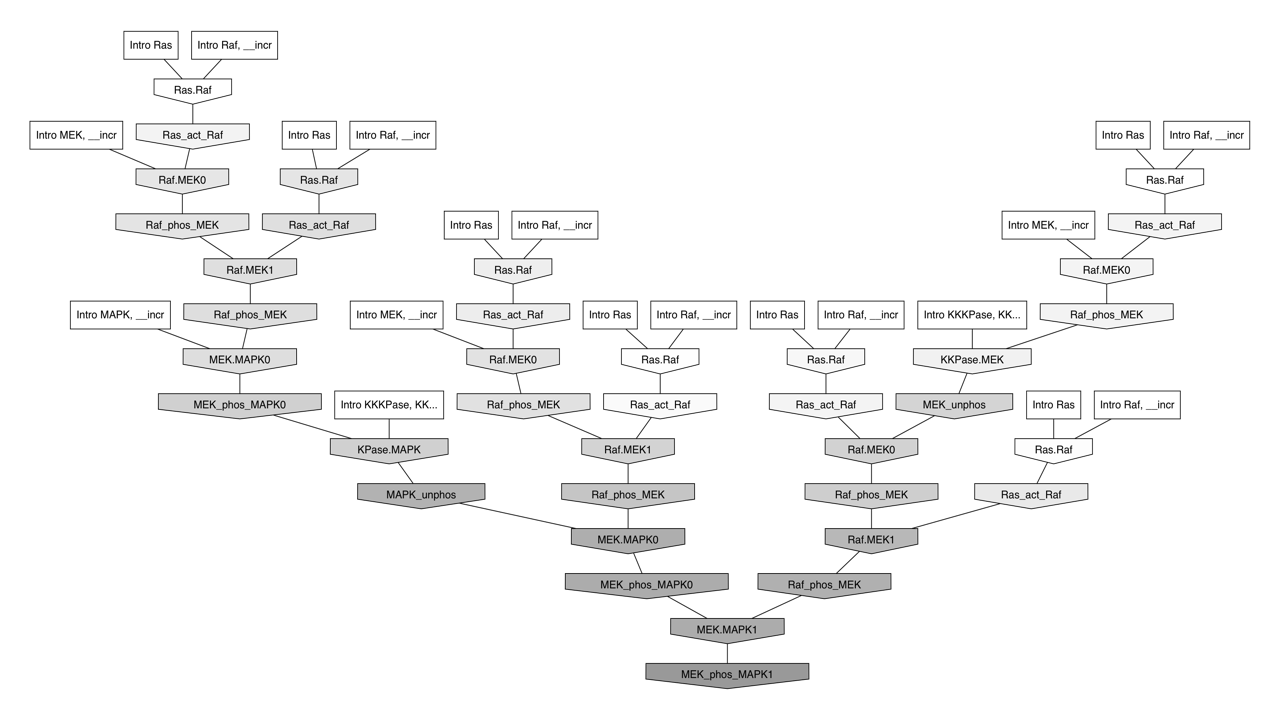 Intro Ras
Intro Raf, __incr
Ras.Raf
Intro MEK, __incr
Ras_act_Raf
Intro Ras
Intro Raf, __incr
Intro Ras
Intro Raf, __incr
Raf.MEK0
Ras.Raf
Ras.Raf
Raf_phos_MEK
Ras_act_Raf
Intro Ras
Intro Raf, __incr
Intro MEK, __incr
Ras_act_Raf
Raf.MEK1
Ras.Raf
Raf.MEK0
Intro MAPK, __incr
Raf_phos_MEK
Intro MEK, __incr
Ras_act_Raf
Intro Ras
Intro Raf, __incr
Intro Ras
Intro Raf, __incr
Intro KKKPase, KK...
Raf_phos_MEK
MEK.MAPK0
Raf.MEK0
Ras.Raf
Ras.Raf
KKPase.MEK
MEK_phos_MAPK0
Intro KKKPase, KK...
Raf_phos_MEK
Ras_act_Raf
Ras_act_Raf
MEK_unphos
Intro Ras
Intro Raf, __incr
KPase.MAPK
Raf.MEK1
Raf.MEK0
Ras.Raf
MAPK_unphos
Raf_phos_MEK
Raf_phos_MEK
Ras_act_Raf
MEK.MAPK0
Raf.MEK1
MEK_phos_MAPK0
Raf_phos_MEK
MEK.MAPK1
MEK_phos_MAPK1